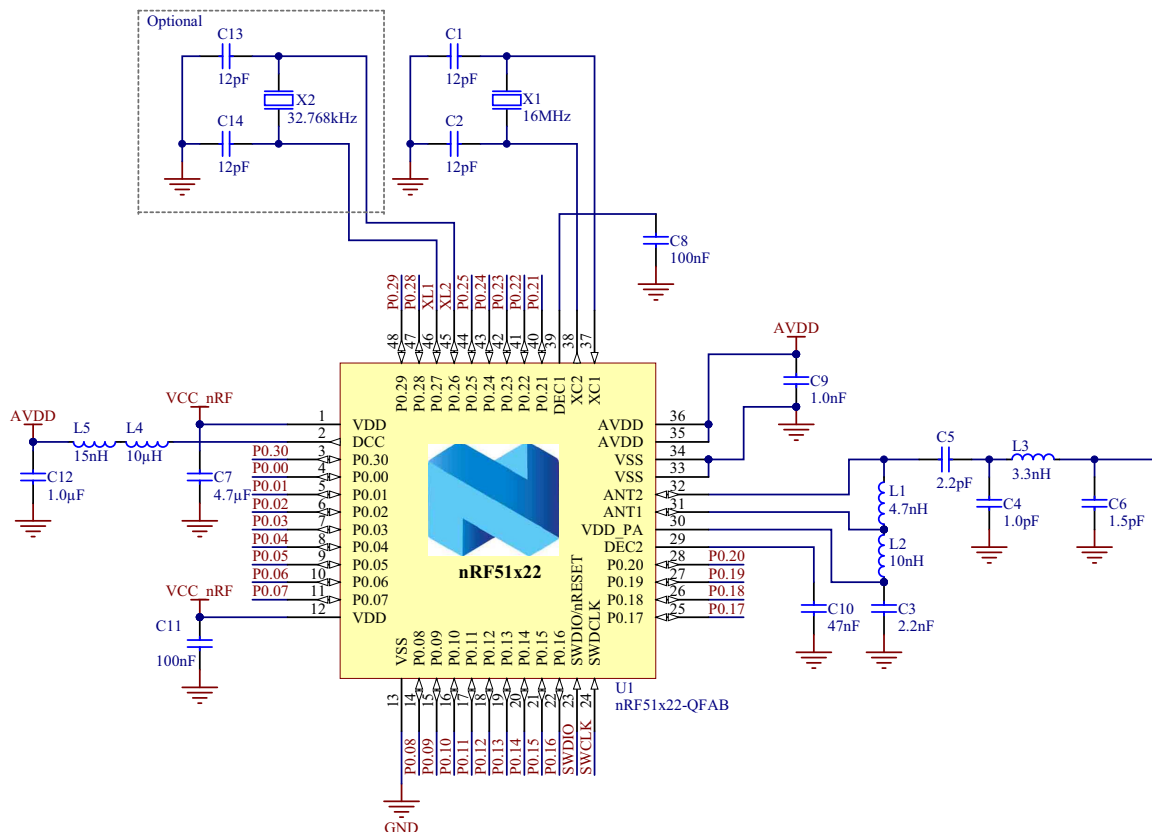 Optional
C13
12pF
X2
32.768kHz
C14
12pF
C1
12pF
X1
16MHz
C2
12pF
C8
100nF
P0.29
P0.28
XL1
XL2
P0.25
P0.24
P0.23
P0.22
P0.21
48
47
46
45
44
43
42
41
40
39
38
37
P0.29
P0.28
P0.27
P0.26
P0.25
P0.24
P0.23
P0.22
P0.21
DEC1
XC2
XC1
AVDD
C9
1.0nF
VCC_nRF
AVDD
L5
15nH
L4
10µH
C12
1.0µF
C7
4.7µF
1 VDD
2 DCC
P0.30 3 P0.30
P0.00 4 P0.00
P0.01 5 P0.01
P0.02 6 P0.02
P0.03 7 P0.03
P0.04 8 P0.04
P0.05 9 P0.05
P0.06 10 P0.06
P0.07 11 P0.07
12 VDD
VCC_nRF
C11
100nF
nRF51x22
AVDD 36
AVDD 35
VSS 34
VSS 33
ANT2 32
ANT1 31
VDD_PA 30
DEC2 29
P0.20 28 P0.20
P0.19 27 P0.19
P0.18 26 P0.18
P0.17 25 P0.17
C5
2.2pF
L3
3.3nH
L1
4.7nH
C4
1.0pF
C6
1.5pF
L2
10nH
C10
47nF
C3
2.2nF
VSS
P0.08
P0.09
P0.10
P0.11
P0.12
P0.13
P0.14
P0.15
P0.16
SWDIO/nRESET
SWDCLK
U1
nRF51x22-QFAB
13
14
15
16
17
18
19
20
21
22
23
24
P0.08
P0.09
P0.10
P0.11
P0.12
P0.13
P0.14
P0.15
P0.16
SWDIO
SWCLK
GND